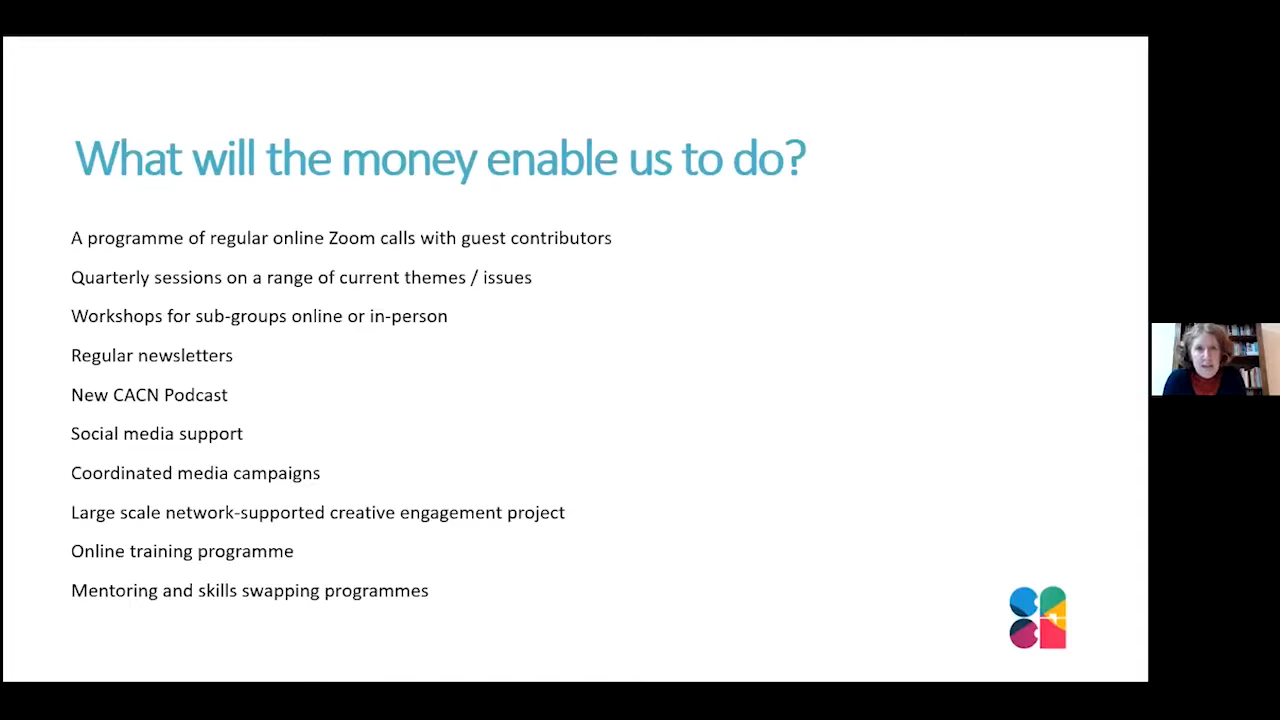 What will the money enable us to do?
A programme of regular online Zoom calls with guest contributors
Quarterly sessions on a range of current themes / issues
Workshops for sub-groups online or in-person
Regular newsletters
New CACN Podcast
Social media support
Coordinated media campaigns
Large scale network-supported creative engagement project
Online training programme
Mentoring and skills swapping programmes